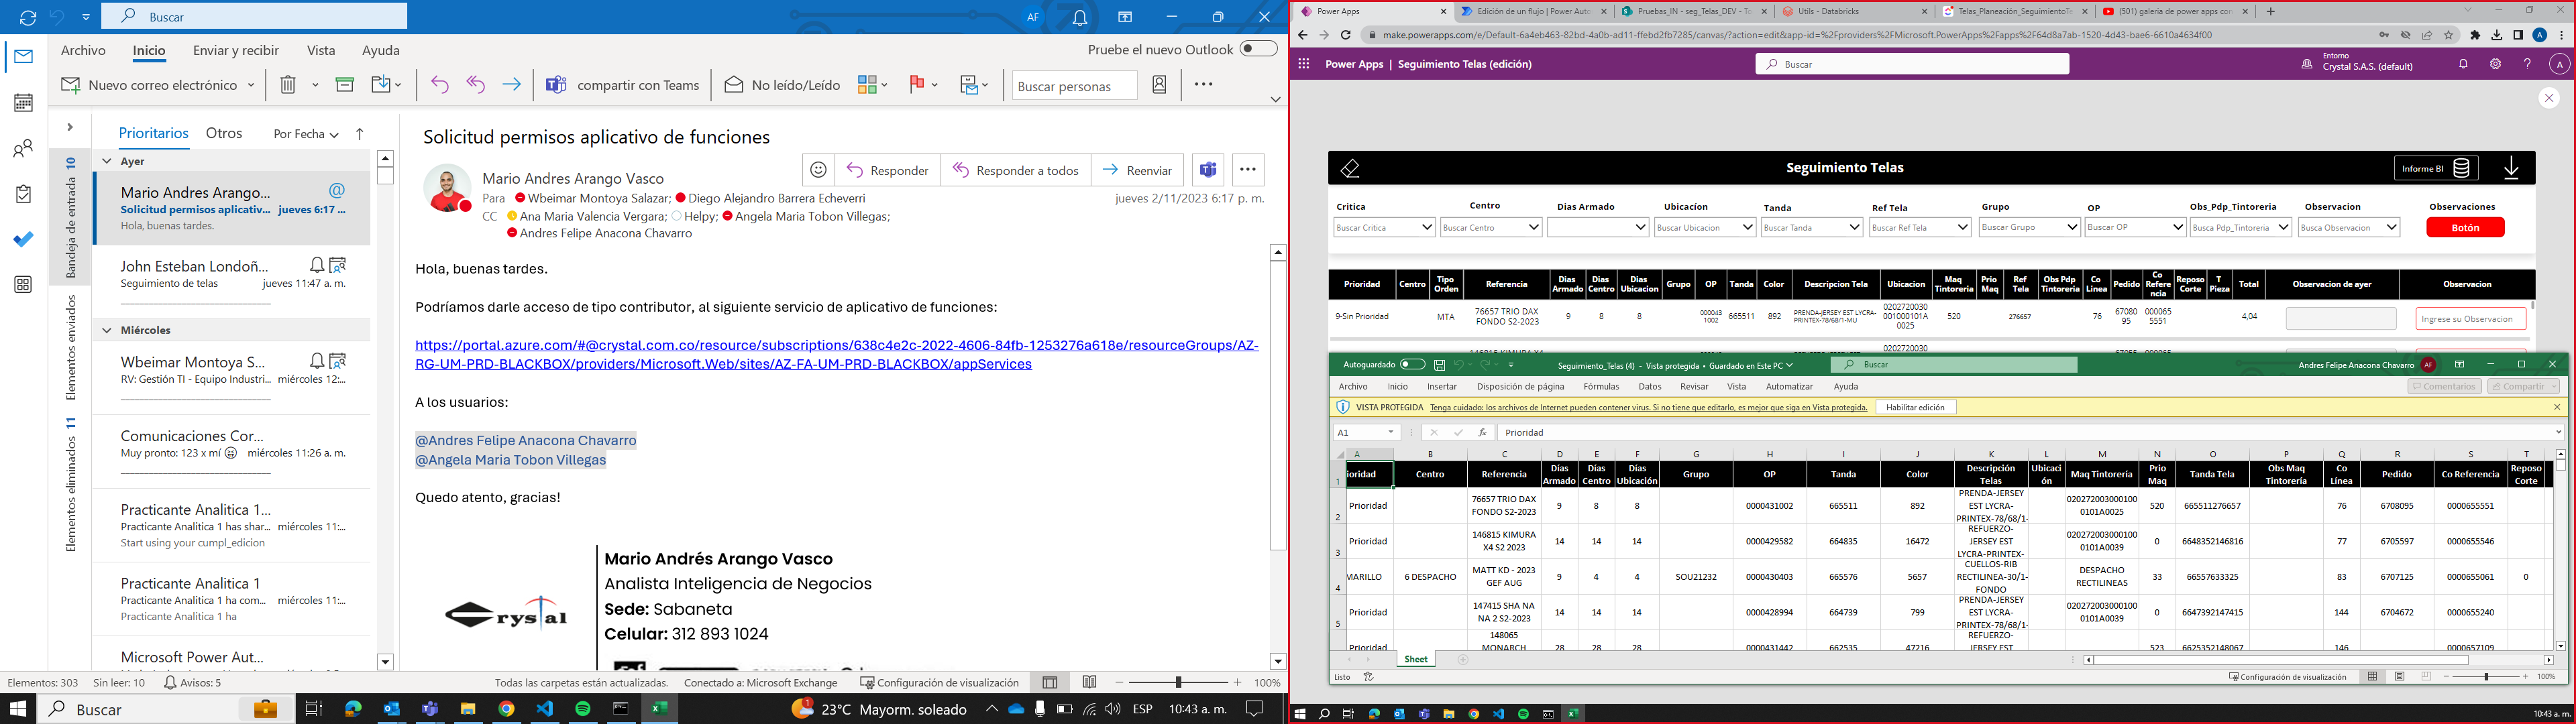 Buscar
AF
Archivo Inicio Enviar y recibir Vista Ayuda
Pruebe el nuevo Outlook
Nuevo correo electrónico
compartir con Teams
No leído/Leído
Buscar personas
Bandeja de entrada 10
Elementos enviados
Elementos eliminados 11
Prioritarios Otros Por Fecha
Ayer
Mario Andres Arango...
Solicitud permisos aplicativ... jueves 6:17 ...
Hola, buenas tardes.
John Esteban Londoñ...
Seguimiento de telas jueves 11:47 a. m.
Miércoles
Wbeimar Montoya S...
RV: Gestión TI - Equipo Industri... miércoles 12:...
Comunicaciones Cor...
Muy pronto: 123 x mí miércoles 11:26 a. m.
Practicante Analitica 1...
Practicante Analitica 1 has shar... miércoles 11:...
Start using your cumpl_edicion
Practicante Analitica 1
Practicante Analitica 1 ha com... miércoles 11:...
Practicante Analitica 1 ha
Microsoft Power Aut...
Solicitud permisos aplicativo de funciones
Mario Andres Arango Vasco
Responder Responder a todos Reenviar
Para Wbeimar Montoya Salazar; Diego Alejandro Barrera Echeverri
jueves 2/11/2023 6:17 p. m.
CC Ana Maria Valencia Vergara; Helpy; Angela Maria Tobon Villegas;
Andres Felipe Anacona Chavarro
Hola, buenas tardes.
Podríamos darle acceso de tipo contributor, al siguiente servicio de aplicativo de funciones:
https://portal.azure.com/#@crystal.com.co/resource/subscriptions/638c4e2c-2022-4606-84fb-1253276a618e/resourceGroups/AZ-
RG-UM-PRD-BLACKBOX/providers/Microsoft.Web/sites/AZ-FA-UM-PRD-BLACKBOX/appServices
A los usuarios:
@Andres Felipe Anacona Chavarro
@Angela Maria Tobon Villegas
Quedo atento, gracias!
Crystal
Mario Andrés Arango Vasco
Analista Inteligencia de Negocios
Sede: Sabaneta
Celular: 312 893 1024
Elementos: 303 Sin leer: 10 Avisos: 5
Todas las carpetas están actualizadas. Conectado a: Microsoft Exchange Configuración de visualización 100%
Buscar
23°C Mayorm. soleado ESP 10:43 a. m.
Power Apps
Edición de un flujo | Power Auto
Pruebas_IN - seg_Telas_DEV - To
Utils - Databricks
Telas_Planeación_SeguimientoTe
(501) galeria de power apps con
make.powerapps.com/e/Default-6a4eb463-82bd-4a0b-ad11-ffebd2fb7285/canvas/?action=edit&app-id=%2Fproviders%2FMicrosoft.PowerApps%2Fapps%2F64d8a7ab-1520-4d43-bae6-6610a4634f00
Power Apps | Seguimiento Telas (edición)
Buscar
Entorno
Crystal S.A.S. (default)
A
Seguimiento Telas
Informe BI
Critica Centro Dias Armado Ubicacíon Tanda Ref Tela Grupo OP Obs_Pdp_Tintoreria Observacion Observaciones
Buscar Critica Buscar Centro Buscar Ubicacion Buscar Tanda Buscar Ref Tela Buscar Grupo Buscar OP Busca Pdp_Tintoreria Busca Observacion Botón
Prioridad Centro Tipo Orden Referencia Dias Armado Dias Centro Dias Ubicacion Grupo OP Tanda Color Descripcion Tela Ubicacion Maq Tintoreria Prio Maq Ref Tela Obs Pdp Tintoreria Co Linea Pedido Co Referencia Reposo Corte T Pieza Total Observacion de ayer Observacion
9-Sin Prioridad MTA 76657 TRIO DAX FONDO S2-2023 9 8 8 0000431002 665511 892 PRENDA-JERSEY EST LYCRA-PRINTEX-78/68/1-MU 0202720030001000101A0025 520 276657 76 6708095 0000655551 4,04 Ingrese su Observacion
146815 KIMURA X4
Autoguardado
Seguimiento_Telas (4) - Vista protegida • Guardado en Este PC
Buscar
Andres Felipe Anacona Chavarro AF
Archivo Inicio Insertar Disposición de página Fórmulas Datos Revisar Vista Automatizar Ayuda
Comentarios Compartir
VISTA PROTEGIDA Tenga cuidado: los archivos de Internet pueden contener virus. Si no tiene que editarlo, es mejor que siga en Vista protegida. Habilitar edición
A1 fx Prioridad
A B C D E F G H I J K L M N O P Q R S T
1 ioridad Centro Referencia Días Armado Días Centro Días Ubicación Grupo OP Tanda Color Descripción Telas Ubicación Maq Tintorería Prio Maq Tanda Tela Obs Maq Tintorería Co Línea Pedido Co Referencia Reposo Corte
2 Prioridad 76657 TRIO DAX FONDO S2-2023 9 8 8 0000431002 665511 892 PRENDA-JERSEY EST LYCRA-PRINTEX-78/68/1- 0202720030001000101A0025 520 665511276657 76 6708095 0000655551
3 Prioridad 146815 KIMURA X4 S2 2023 14 14 14 0000429582 664835 16472 REFUERZO-JERSEY EST LYCRA-PRINTEX- 0202720030001000101A0039 0 6648352146816 77 6705597 0000655546
4 MARILLO 6 DESPACHO MATT KD - 2023 GEF AUG 9 4 4 SOU21232 0000430403 665576 5657 CUELLOS-RIB RECTILINEA-30/1-FONDO DESPACHO RECTILINEAS 33 66557633325 83 6707125 0000655061 0
5 Prioridad 147415 SHA NA NA 2 S2-2023 14 14 14 0000428994 664739 799 PRENDA-JERSEY EST LYCRA-PRINTEX-78/68/1- 0202720030001000101A0039 0 6647392147415 144 6704672 0000655240
Prioridad 148065 MONARCH 28 28 28 0000431442 662535 47216 REFUERZO-JERSEY EST 523 6625352148067 146 0000657109
Sheet
Listo Configuración de visualización 100%
10:43 a. m.